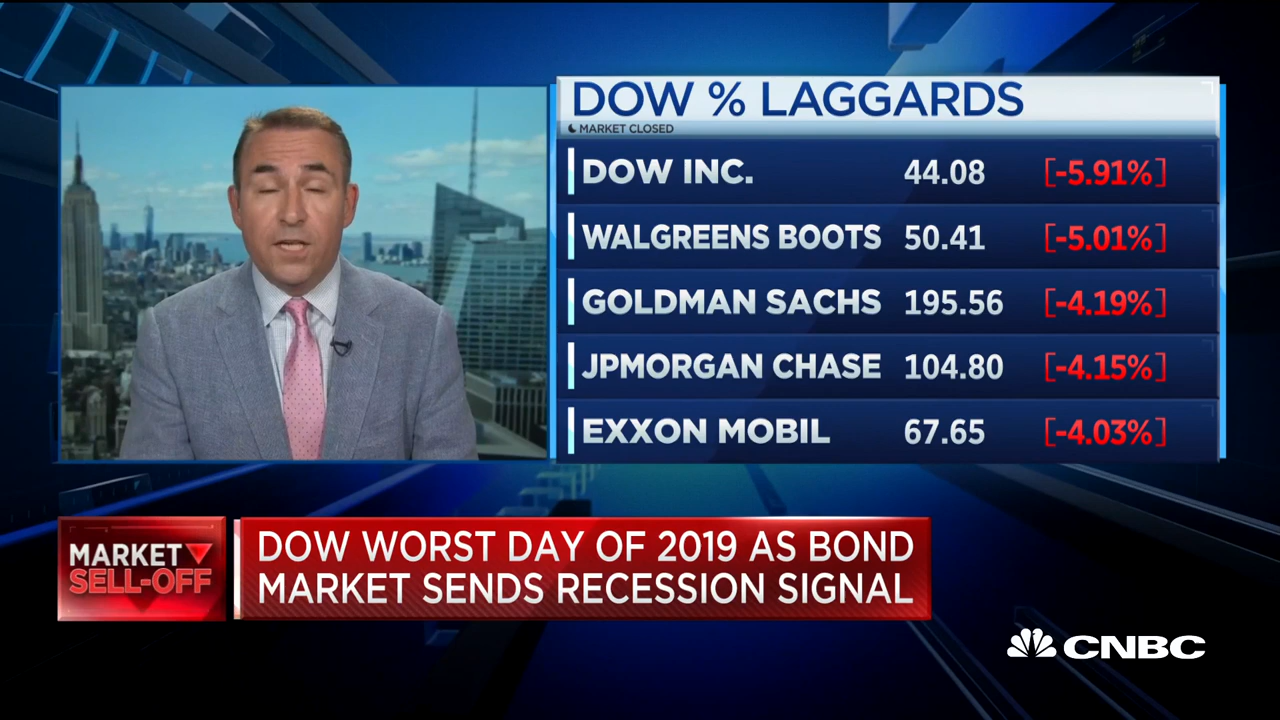 DOW % LAGGARDS
MARKET CLOSED
DOW INC. 44.08 [-5.91%]
WALGREENS BOOTS 50.41 [-5.01%]
GOLDMAN SACHS 195.56 [-4.19%]
JPMORGAN CHASE 104.80 [-4.15%]
EXXON MOBIL 67.65 [-4.03%]
MARKET
SELL-OFF
DOW WORST DAY OF 2019 AS BOND
MARKET SENDS RECESSION SIGNAL
CNBC